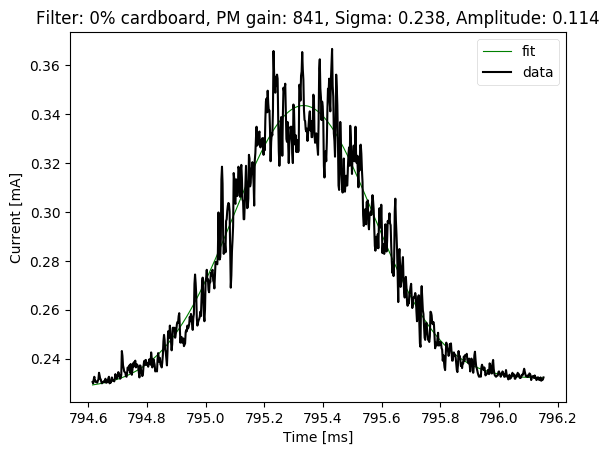 Filter: 0% cardboard, PM gain: 841, Sigma: 0.238, Amplitude: 0.114
fit
data
Current [mA]
0.36
0.34
0.32
0.30
0.28
0.26
0.24
794.6 794.8 795.0 795.2 795.4 795.6 795.8 796.0 796.2
Time [ms]